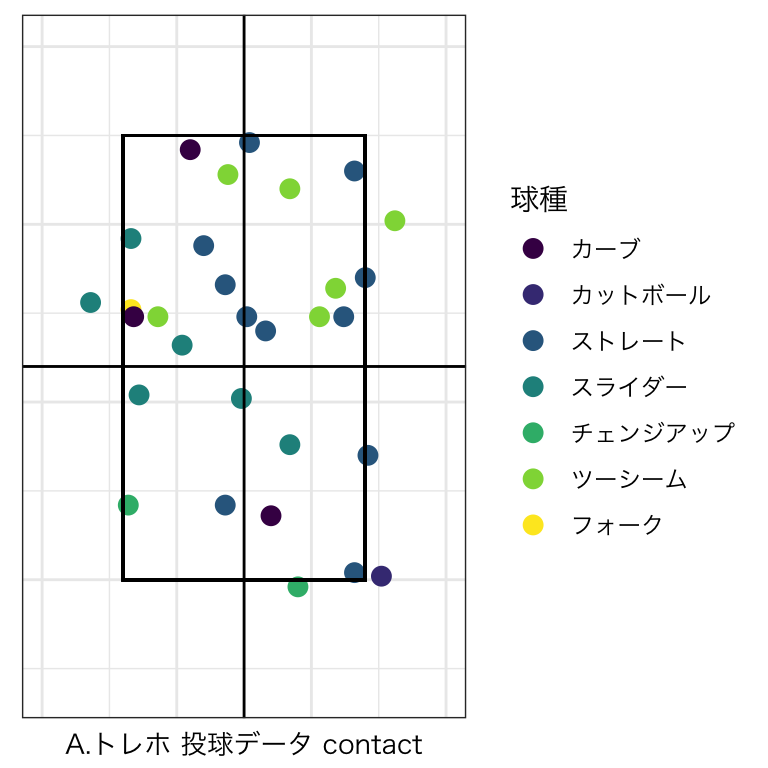 球種
カーブ
カットボール
ストレート
スライダー
チェンジアップ
ツーシーム
フォーク
A.トレホ 投球データ contact